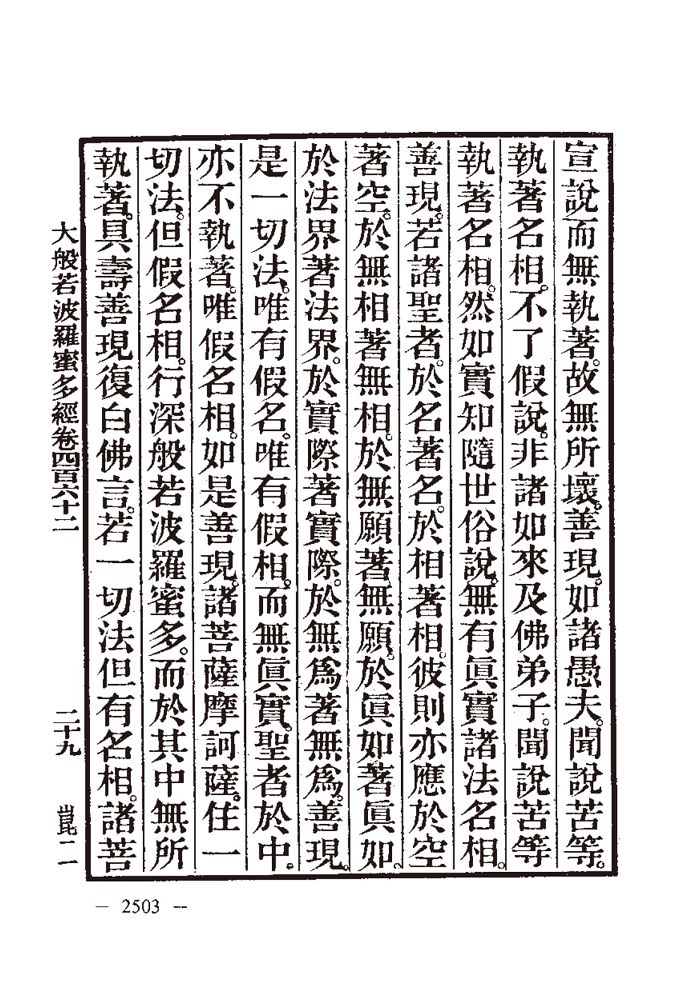 宣說而無執著。故無所壞。善現。如諸愚夫。聞說苦等。
執著名相。不了假說。非諸如來及佛弟子。聞說苦等
執著名相。然如實知隨世俗說。無有眞實諸法名相。
善現。若諸聖者。於名著名。於相著相。彼則亦應於空
著空。於無相著無相。於無願著無願。於眞如著眞如。
於法界著法界。於實際著實際。於無爲著無爲。善現。
是一切法。唯有假名。唯有假相。而無眞實。聖者於中。
亦不執著。唯假名相。如是善現。諸菩薩摩訶薩。住一
切法。但假名相。行深般若波羅蜜多。而於其中無所
執著。具壽善現復白佛言。若一切法但有名相。諸菩
大般若波羅蜜多經卷四百六十二 二十九 崑二
— 2503 --